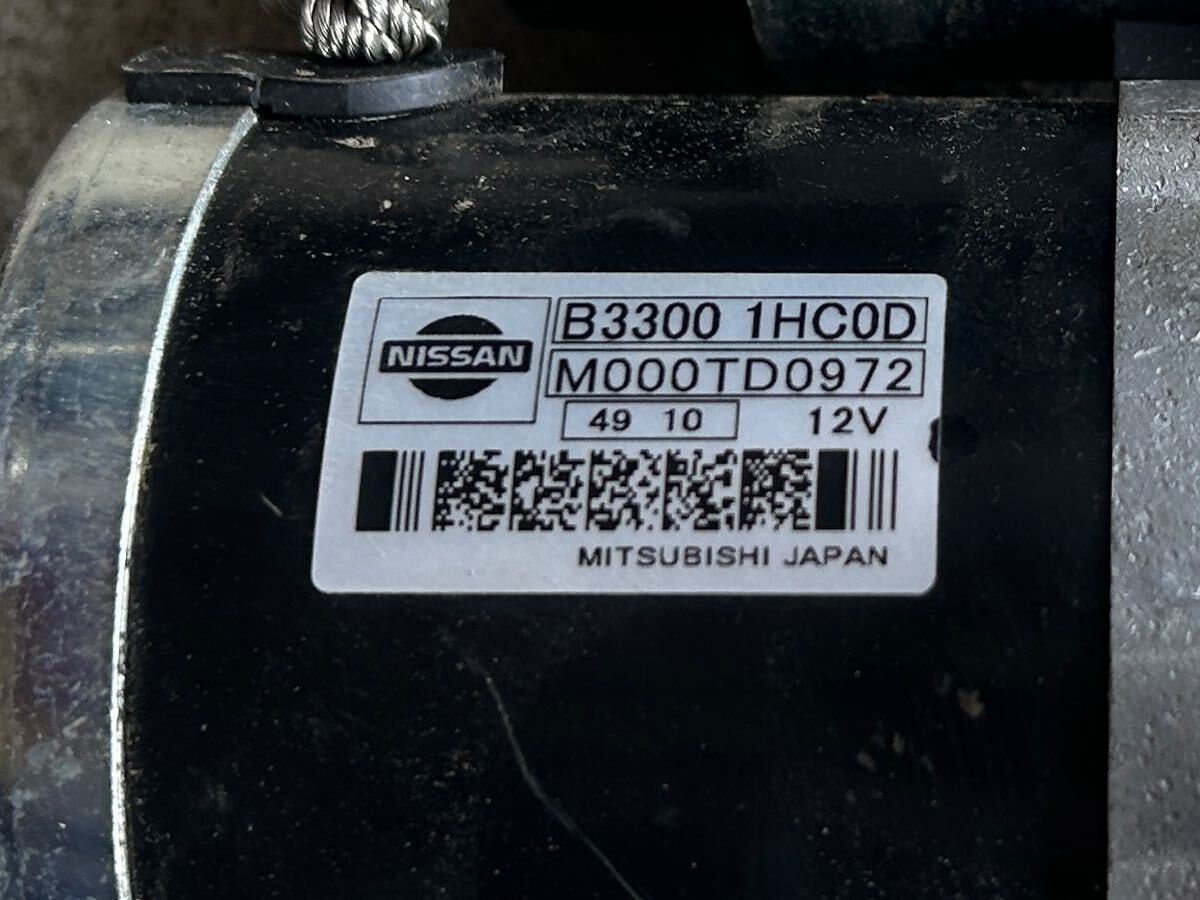 NISSAN
B3300 1HC0D
M000TD0972
49 10 12V
MITSUBISHI JAPAN